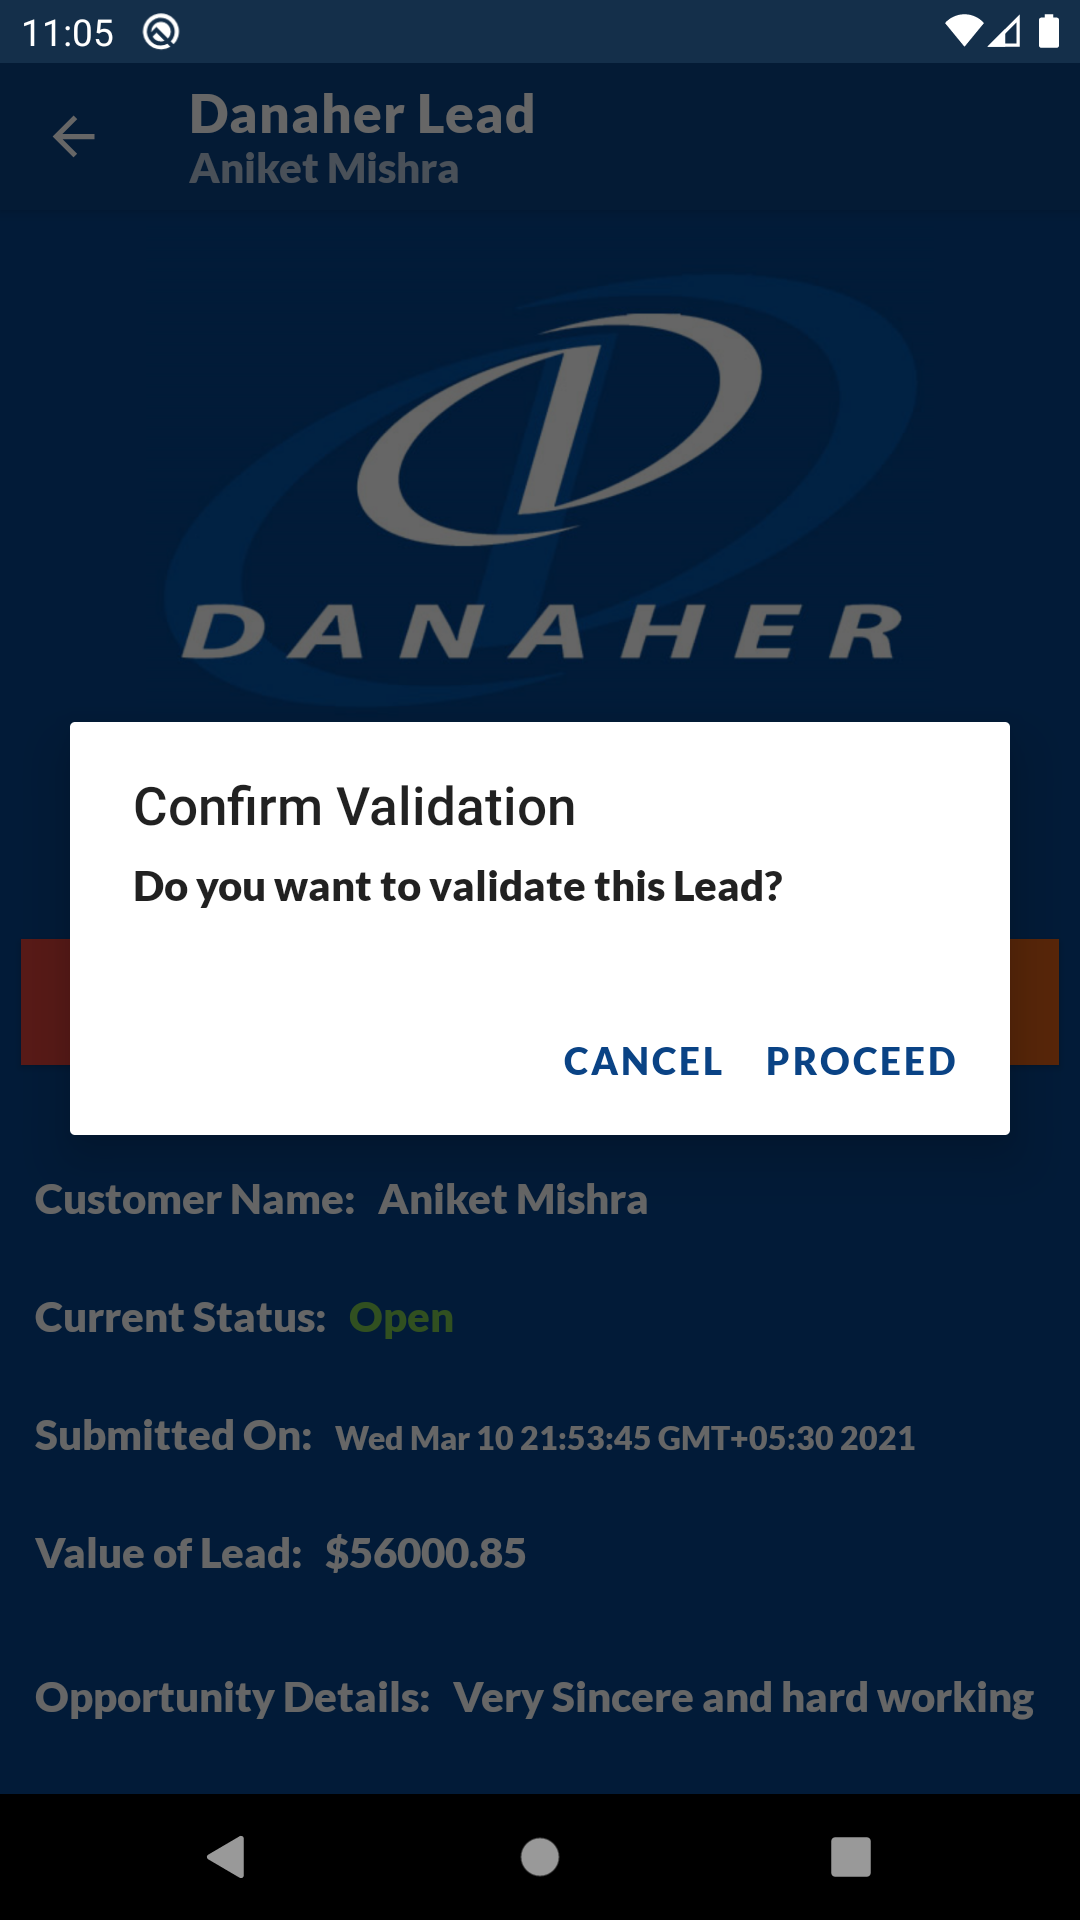 11:05
Danaher Lead
Aniket Mishra
DANAHER
Confirm Validation
Do you want to validate this Lead?
CANCEL PROCEED
Customer Name: Aniket Mishra
Current Status: Open
Submitted On: Wed Mar 10 21:53:45 GMT+05:30 2021
Value of Lead: $56000.85
Opportunity Details: Very Sincere and hard working